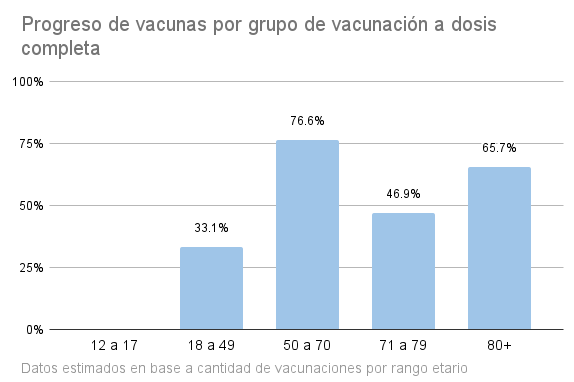 Progreso de vacunas por grupo de vacunación a dosis
completa
100%
75%
50%
25%
0%
33.1%
76.6%
46.9%
65.7%
12 a 17
18 a 49
50 a 70
71 a 79
80+
Datos estimados en base a cantidad de vacunaciones por rango etario